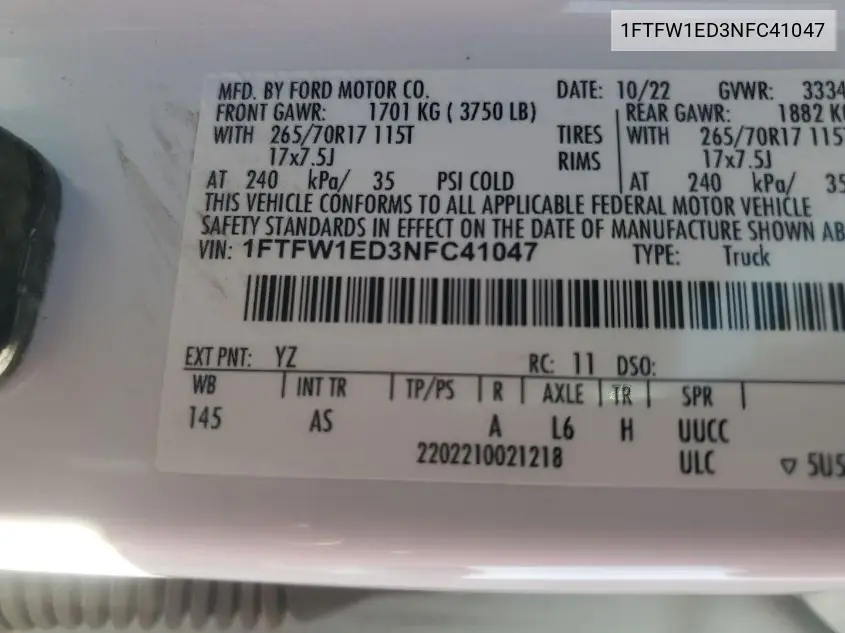 1FTFW1ED3NFC41047
MFD. BY FORD MOTOR CO. DATE: 10/22 GVWR: 3334
FRONT GAWR: 1701 KG ( 3750 LB) REAR GAWR: 1882 KG
WITH 265/70R17 115T TIRES WITH 265/70R17 115T
17x7.5J RIMS 17x7.5J
AT 240 kPa/ 35 PSI COLD AT 240 kPa/ 35
THIS VEHICLE CONFORMS TO ALL APPLICABLE FEDERAL MOTOR VEHICLE
SAFETY STANDARDS IN EFFECT ON THE DATE OF MANUFACTURE SHOWN AB
VIN: 1FTFW1ED3NFC41047 TYPE: Truck
EXT PNT: YZ RC: 11 DSO:
WB INT TR TP/PS R AXLE TR SPR
145 AS A L6 H UUCC
2202210021218 ULC ▽ 5U5